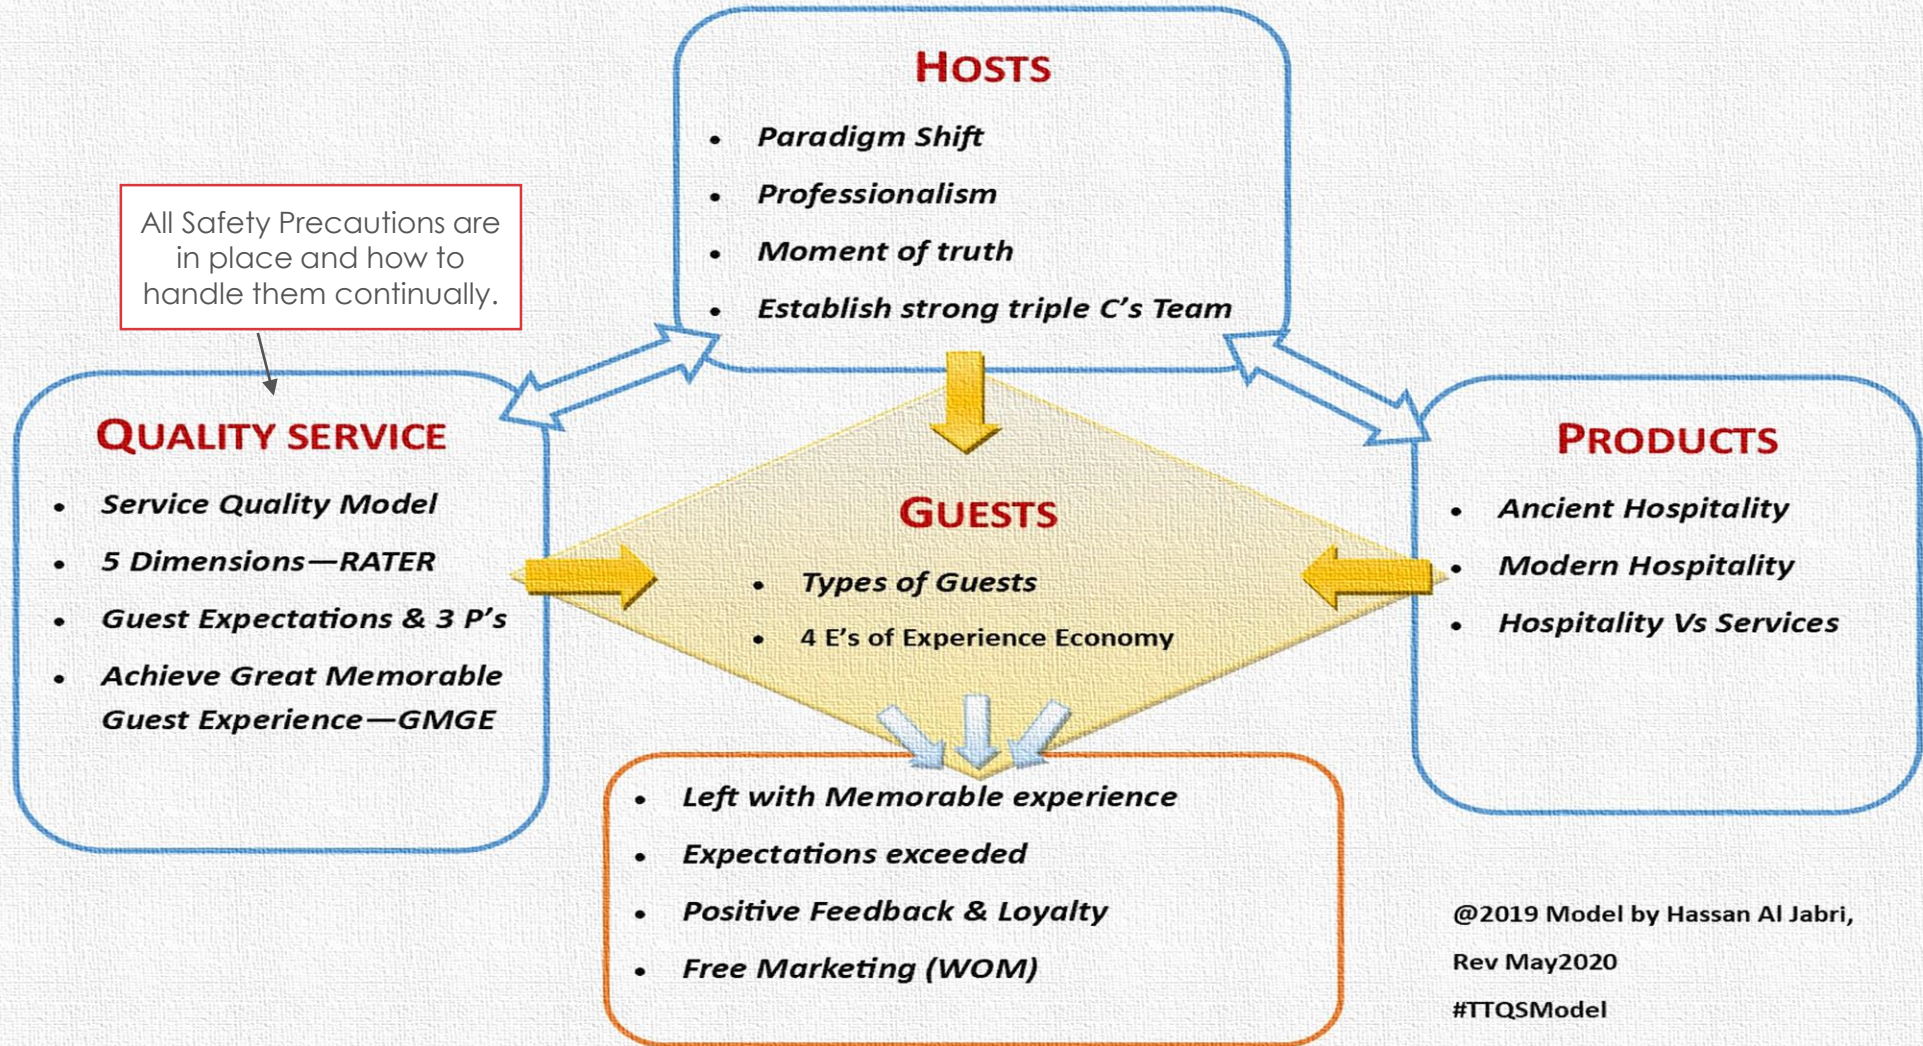 HOSTS
• Paradigm Shift
• Professionalism
• Moment of truth
• Establish strong triple C's Team
All Safety Precautions are
in place and how to
handle them continually.
QUALITY SERVICE
• Service Quality Model
• 5 Dimensions—RATER
• Guest Expectations & 3 P's
• Achieve Great Memorable
Guest Experience—GMGE
GUESTS
• Types of Guests
• 4 E's of Experience Economy
PRODUCTS
• Ancient Hospitality
• Modern Hospitality
• Hospitality Vs Services
• Left with Memorable experience
• Expectations exceeded
• Positive Feedback & Loyalty
• Free Marketing (WOM)
@2019 Model by Hassan Al Jabri,
Rev May2020
#TTQSModel